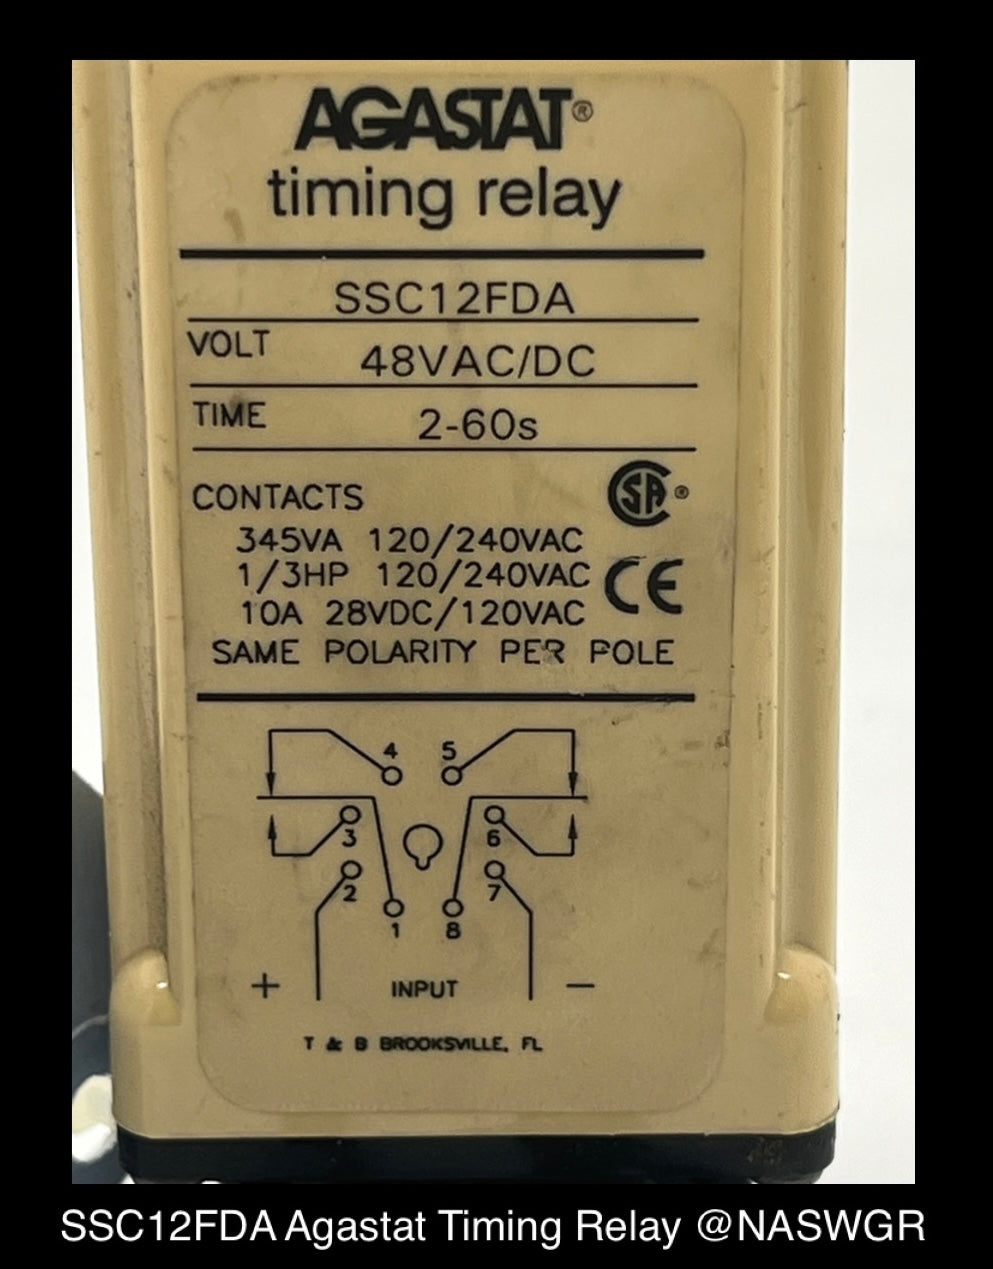 AGASTAT®
timing relay
SSC12FDA
VOLT 48VAC/DC
TIME 2-60s
CONTACTS
SA ®
345VA 120/240VAC
1/3HP 120/240VAC
CE
10A 28VDC/120VAC
SAME POLARITY PER POLE
4 5
3 6
2 7
1 8
+ INPUT −
T & B BROOKSVILLE, FL
SSC12FDA Agastat Timing Relay @NASWGR